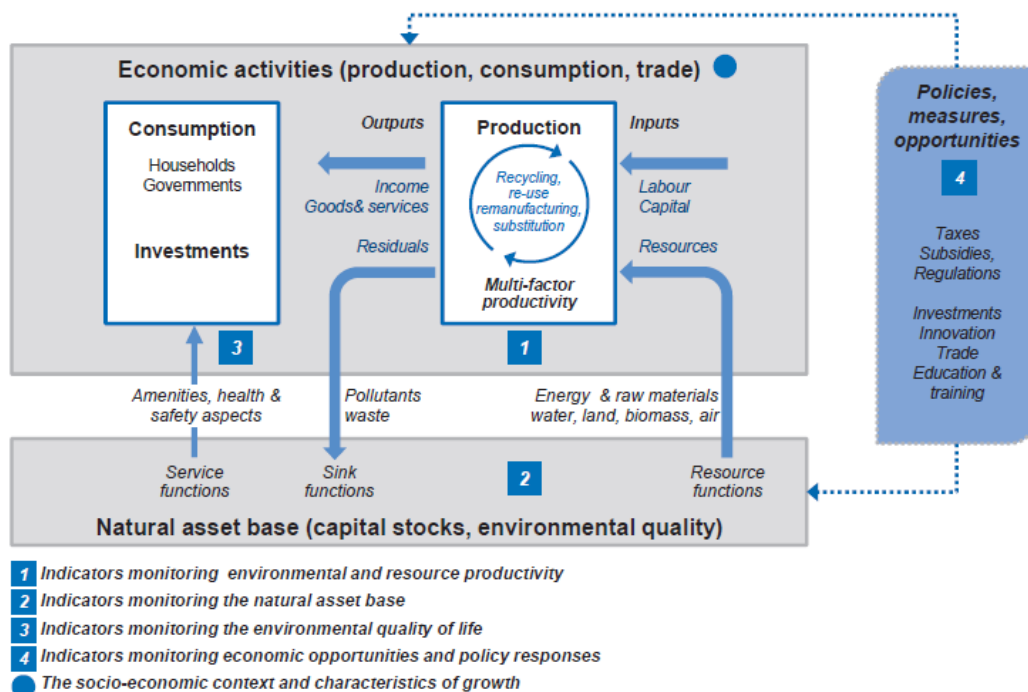 Economic activities (production, consumption, trade)
Consumption
Households
Governments
Investments
3
Outputs
Income
Goods& services
Residuals
Production
Recycling,
re-use
remanufacturing,
substitution
Multi-factor
productivity
1
Inputs
Labour
Capital
Resources
Policies,
measures,
opportunities
4
Taxes
Subsidies,
Regulations
Investments
Innovation
Trade
Education &
training
Amenities, health &
safety aspects
Pollutants
waste
Energy & raw materials
water, land, biomass, air
Service
functions
Sink
functions
2
Resource
functions
Natural asset base (capital stocks, environmental quality)
1 Indicators monitoring environmental and resource productivity
2 Indicators monitoring the natural asset base
3 Indicators monitoring the environmental quality of life
4 Indicators monitoring economic opportunities and policy responses
The socio-economic context and characteristics of growth